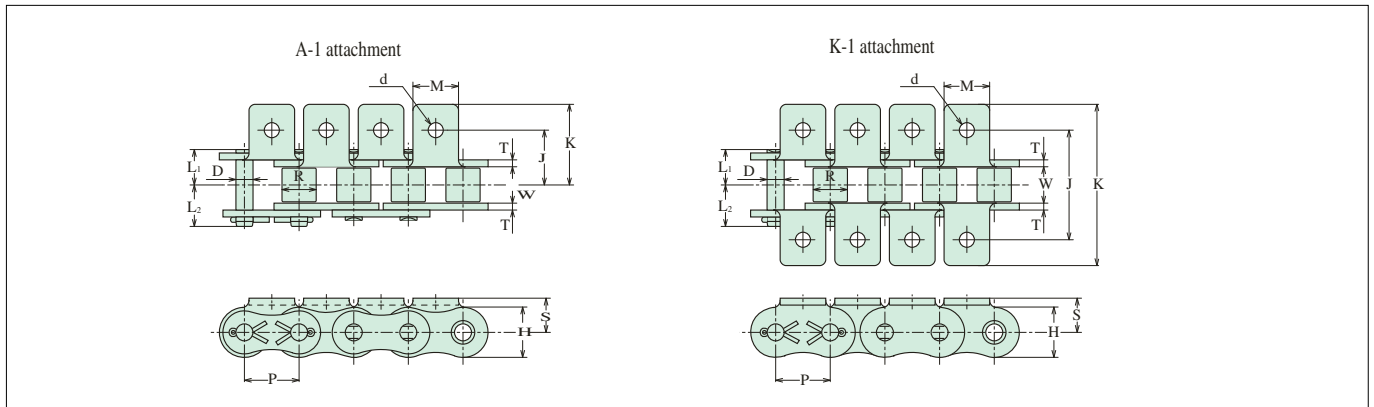 A-1 attachment
K-1 attachment
d
M
T
J
K
L1
D
R
W
L2
T
d
M
T
L1
D
R
W
J
K
L2
T
S
H
P
S
H
P